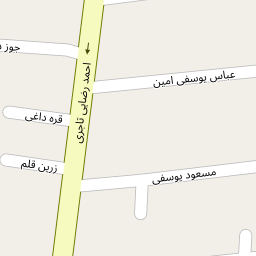 جوز
عباس یوسفی امین
احمد رضایی تاجری
قره داغی
زرین قلم
مسعود یوسفی